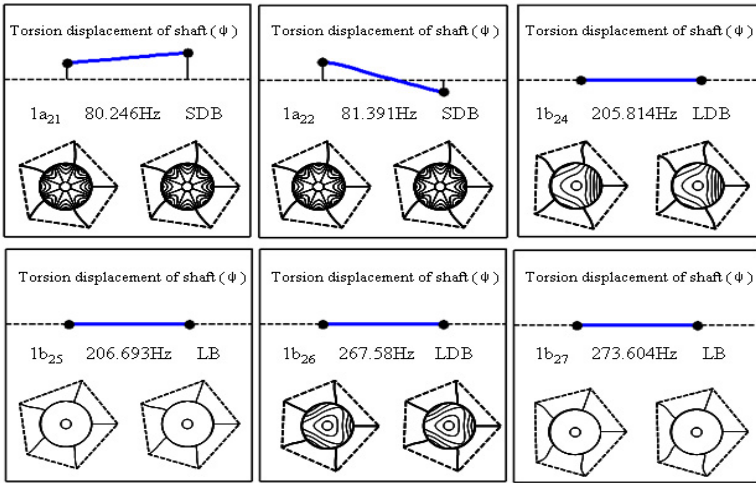 Torsion displacement of shaft (ψ)
1a21 80.246Hz SDB
Torsion displacement of shaft (ψ)
1a22 81.391Hz SDB
Torsion displacement of shaft (ψ)
1b24 205.814Hz LDB
Torsion displacement of shaft (ψ)
1b25 206.693Hz LB
Torsion displacement of shaft (ψ)
1b26 267.58Hz LDB
Torsion displacement of shaft (ψ)
1b27 273.604Hz LB